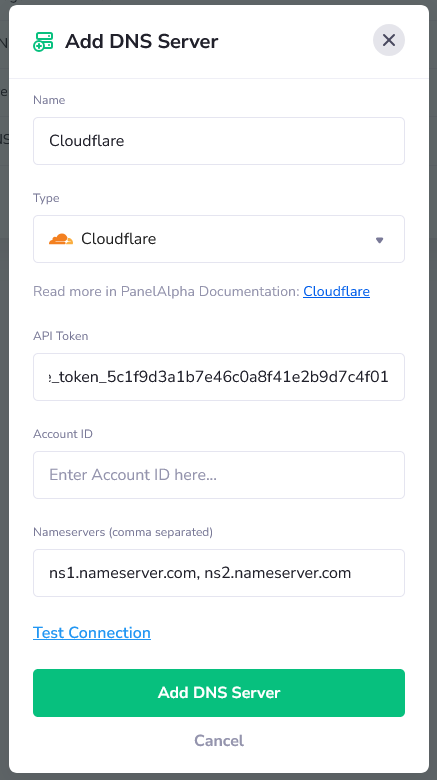 Add DNS Server
Name
Cloudflare
Type
Cloudflare
Read more in PanelAlpha Documentation: Cloudflare
API Token
_token_5c1f9d3a1b7e46c0a8f41e2b9d7c4f01
Account ID
Enter Account ID here...
Nameservers (comma separated)
ns1.nameserver.com, ns2.nameserver.com
Test Connection
Add DNS Server
Cancel